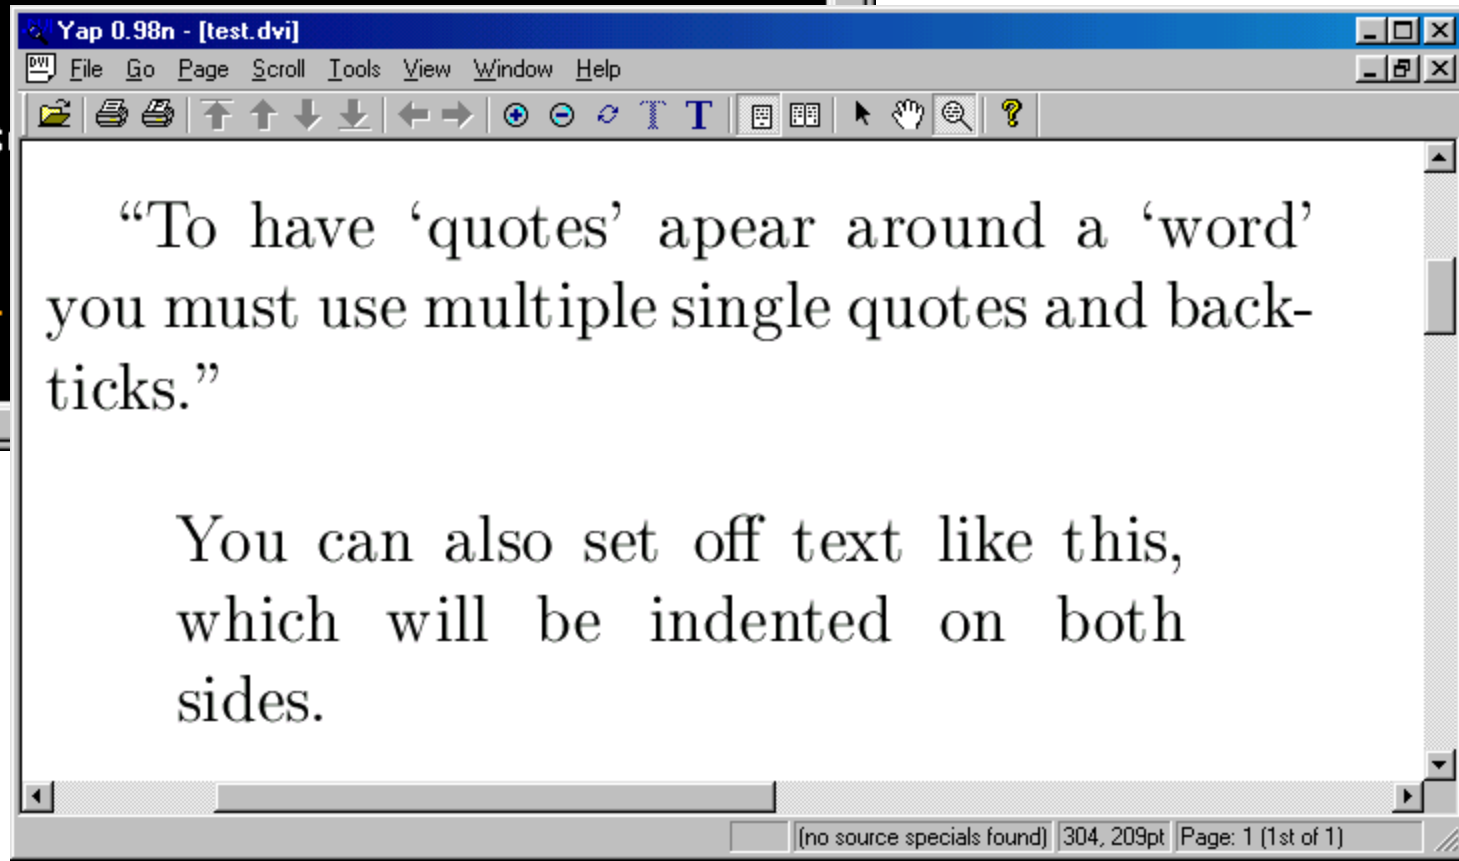 Yap 0.98n - [test.dvi]
File Go Page Scroll Tools View Window Help
“To have ‘quotes’ apear around a ‘word’
you must use multiple single quotes and back-
ticks.”
You can also set off text like this,
which will be indented on both
sides.
(no source specials found) 304, 209pt Page: 1 (1st of 1)